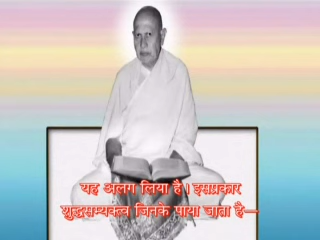 यह अलग लिया है। इसप्रकार
शुद्धसम्यक्त्व जिनके पाया जाता है—